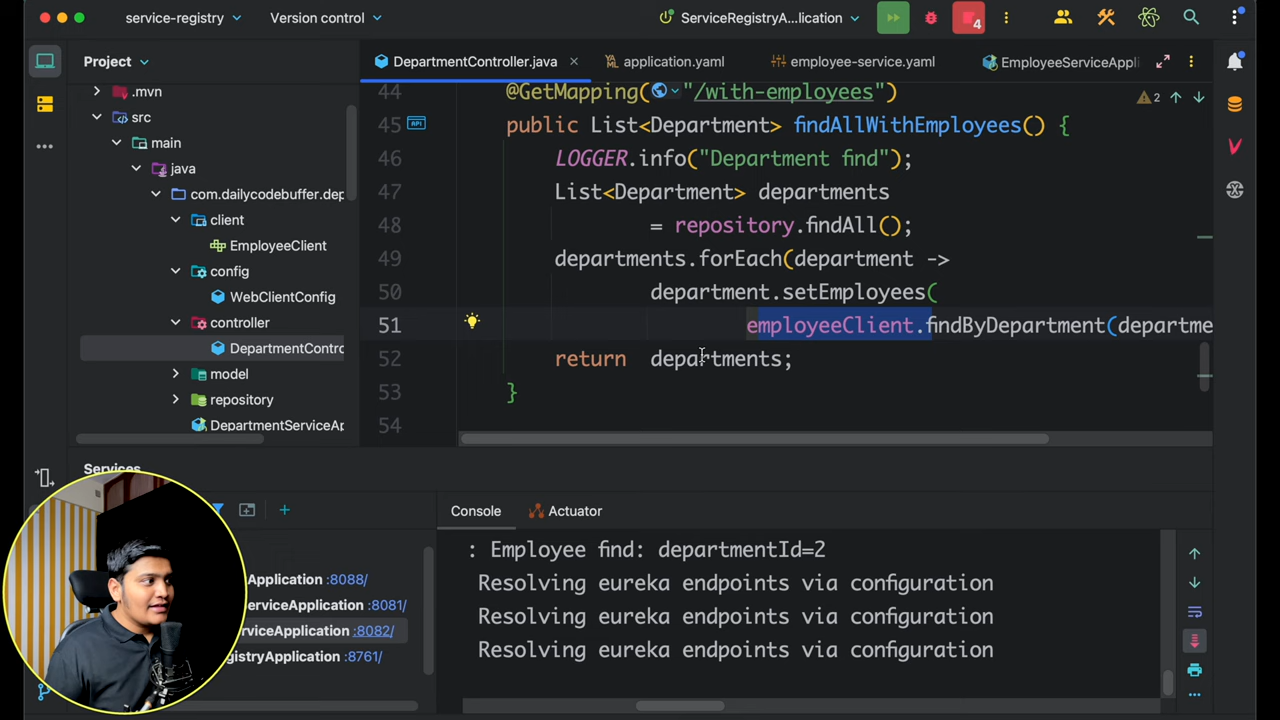 service-registry
Version control
ServiceRegistryA...lication
4
Project
DepartmentController.java
application.yaml
employee-service.yaml
EmployeeServiceAppli
.mvn
src
main
java
com.dailycodebuffer.dep
client
EmployeeClient
config
WebClientConfig
controller
DepartmentContro
model
repository
DepartmentServiceAp
2
44 @GetMapping("/with-employees")
45 public List<Department> findAllWithEmployees() {
46 LOGGER.info("Department find");
47 List<Department> departments
48 = repository.findAll();
49 departments.forEach(department ->
50 department.setEmployees(
51 employeeClient.findByDepartment(departme
52 return departments;
53 }
54
Services
Application :8088/
erviceApplication :8081/
rviceApplication :8082/
gistryApplication :8761/
Console
Actuator
: Employee find: departmentId=2
Resolving eureka endpoints via configuration
Resolving eureka endpoints via configuration
Resolving eureka endpoints via configuration